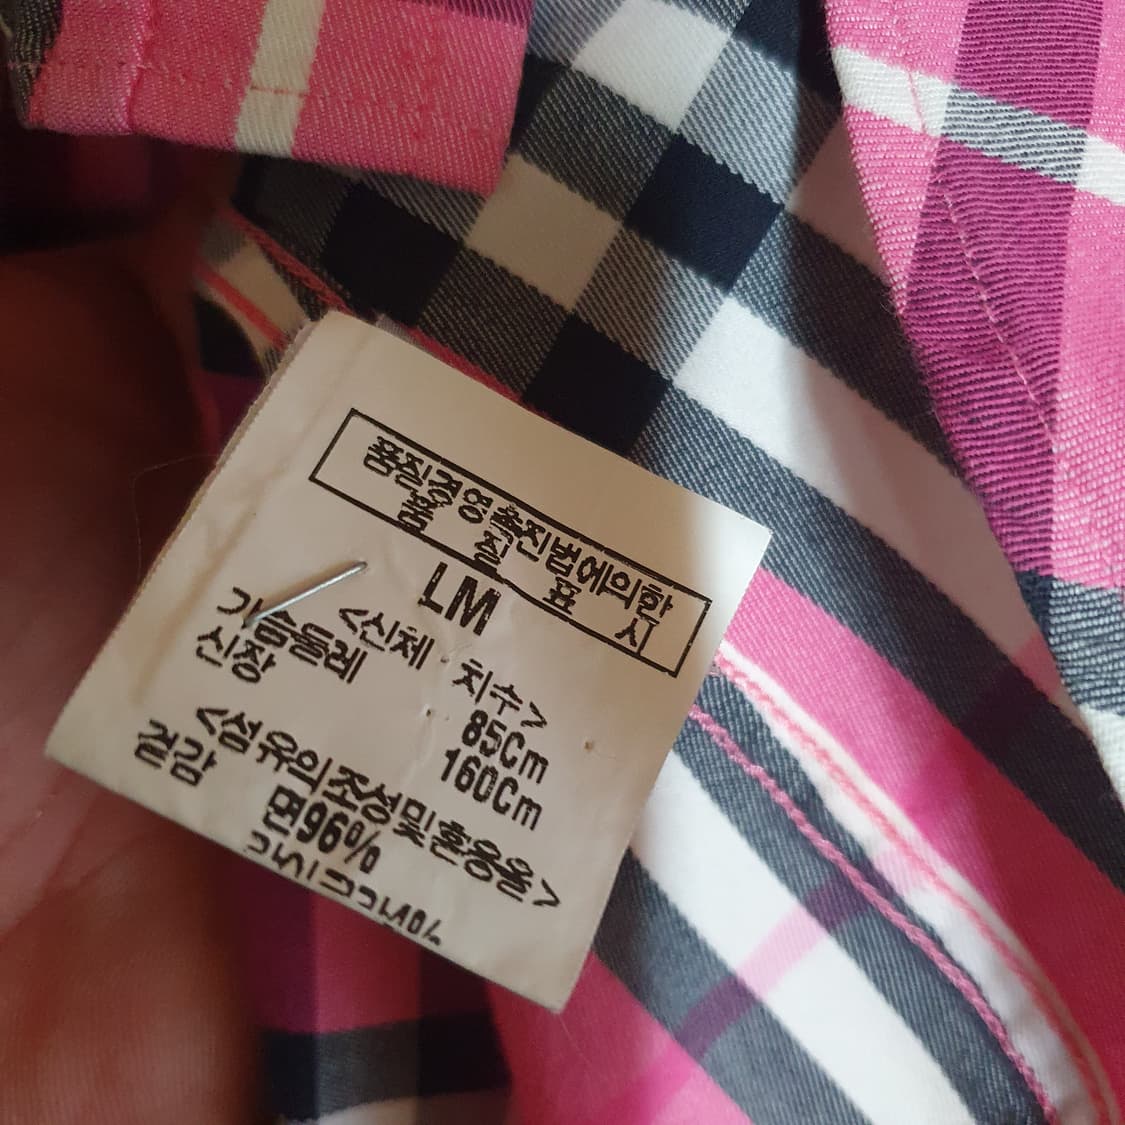 품질경영촉진법에의한
품 질 표 시
LM
<신체 치수>
가슴둘레 85Cm
신장 160Cm
<섬유의조성및혼용율>
겉감 면96%